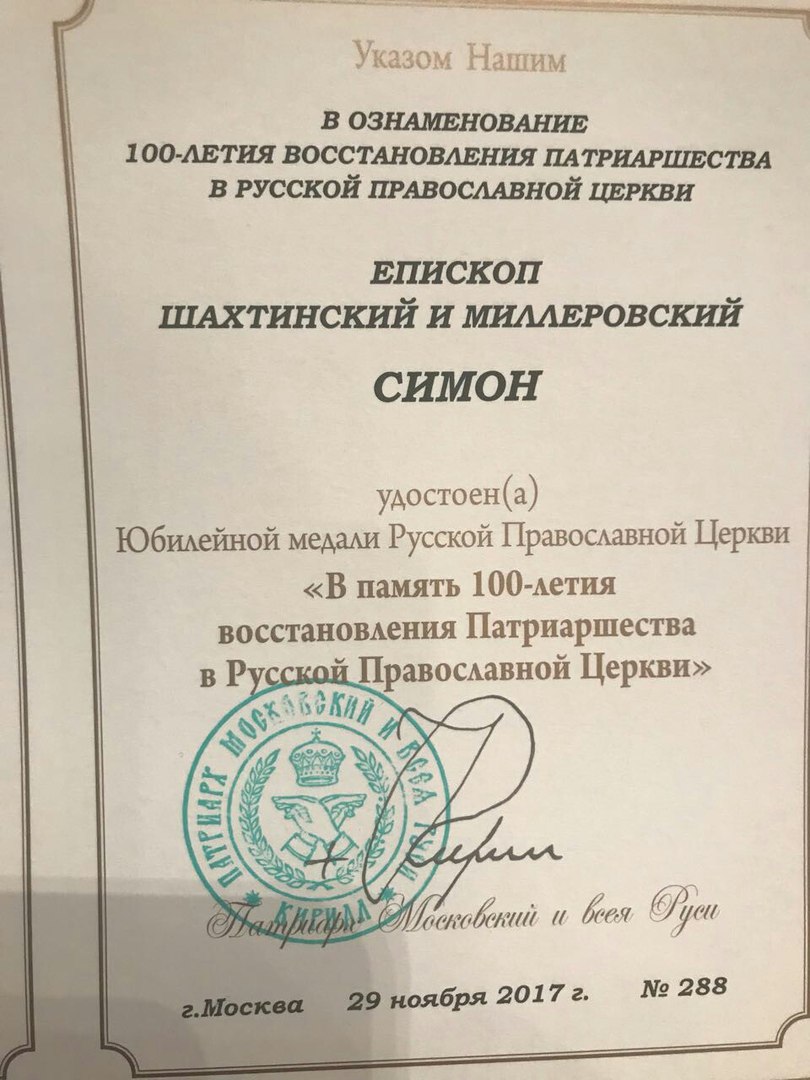 Указом Нашим
В ОЗНАМЕНОВАНИЕ
100-ЛЕТИЯ ВОССТАНОВЛЕНИЯ ПАТРИАРШЕСТВА
В РУССКОЙ ПРАВОСЛАВНОЙ ЦЕРКВИ
ЕПИСКОП
ШАХТИНСКИЙ И МИЛЛЕРОВСКИЙ
СИМОН
удостоен(а)
Юбилейной медали Русской Православной Церкви
«В память 100-летия
восстановления Патриаршества
в Русской Православной Церкви»
ПАТРИАРХ МОСКОВСКИЙ И ВСЕЯ РУСИ
КИРИЛЛ
+ Кирилл
Патриарх Московский и всея Руси
г.Москва 29 ноября 2017 г. № 288